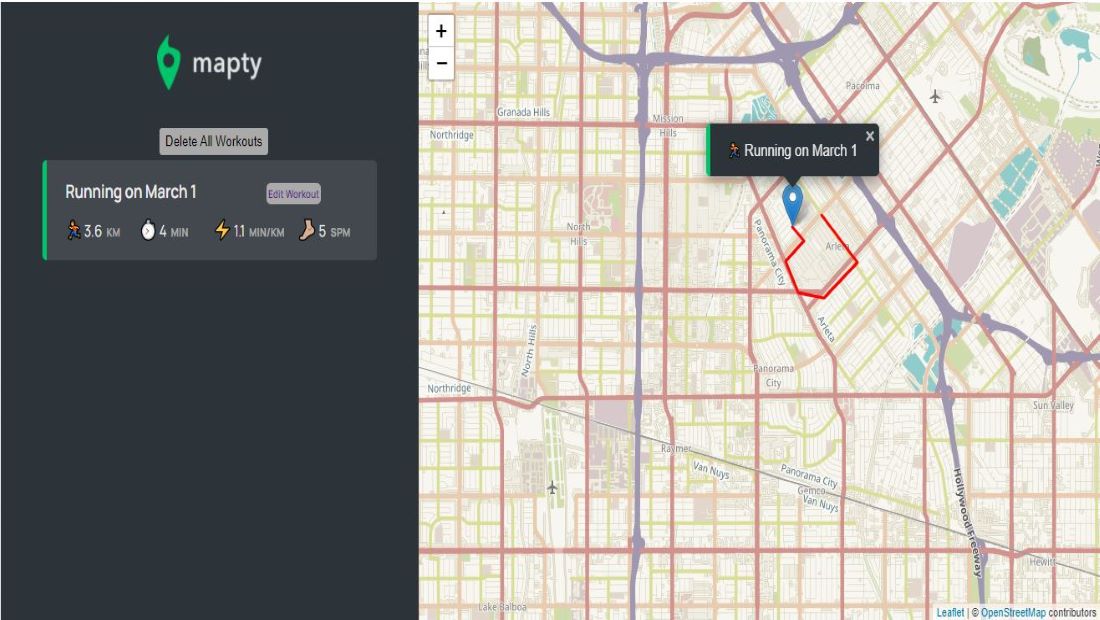 mapty
Delete All Workouts
Running on March 1
Edit Workout
3.6 KM
4 MIN
1.1 MIN/KM
5 SPM
+
−
Pacoima
Granada Hills
Mission
Hills
Northridge
×
Running on March 1
North
Hills
Panorama City
Arleta
Arleta
North Hills
Panorama
City
Northridge
Sun Valley
Raymer
Van Nuys
Panorama City
Gemco
Van Nuys
Hollywood Freeway
Hewitt
Lake Balboa
Leaflet | © OpenStreetMap contributors